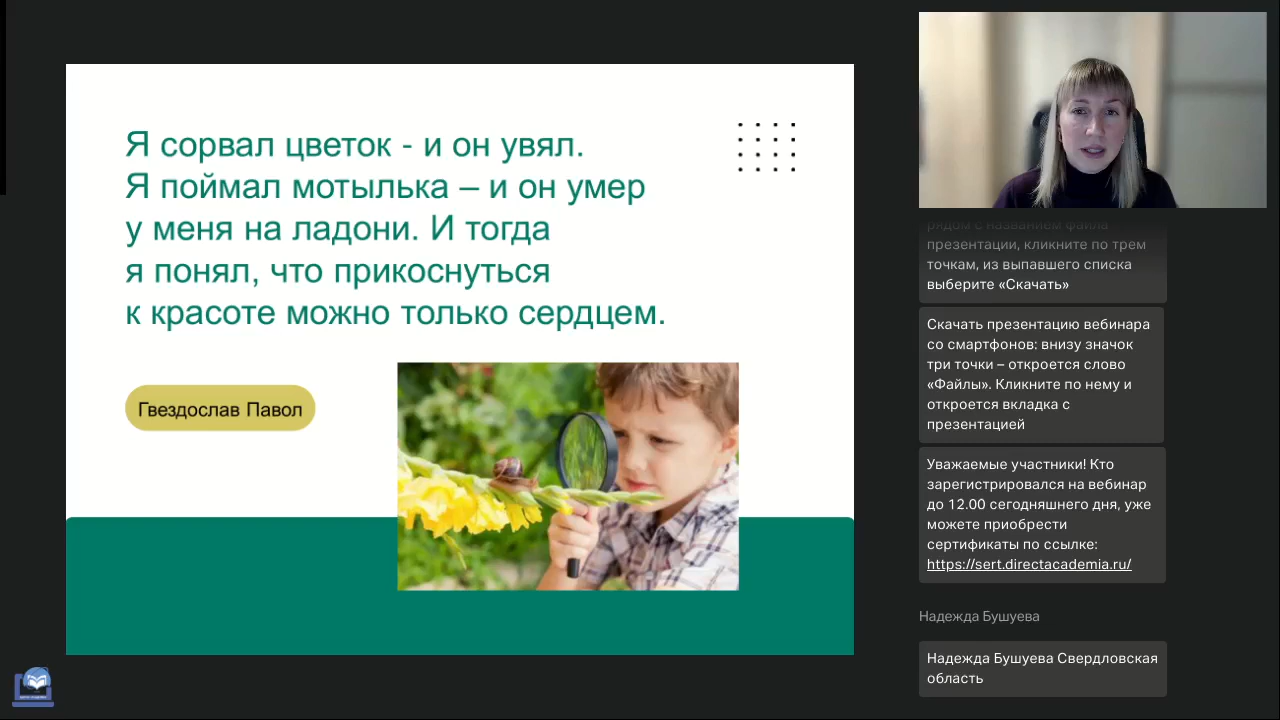 Я сорвал цветок - и он увял.
Я поймал мотылька – и он умер
у меня на ладони. И тогда
я понял, что прикоснуться
к красоте можно только сердцем.
Гвездослав Павол
рядом с названием файла
презентации, кликните по трем
точкам, из выпавшего списка
выберите «Скачать»
Скачать презентацию вебинара
со смартфонов: внизу значок
три точки – откроется слово
«Файлы». Кликните по нему и
откроется вкладка с
презентацией
Уважаемые участники! Кто
зарегистрировался на вебинар
до 12.00 сегодняшнего дня, уже
можете приобрести
сертификаты по ссылке:
https://sert.directacademia.ru/
Надежда Бушуева
Надежда Бушуева Свердловская
область